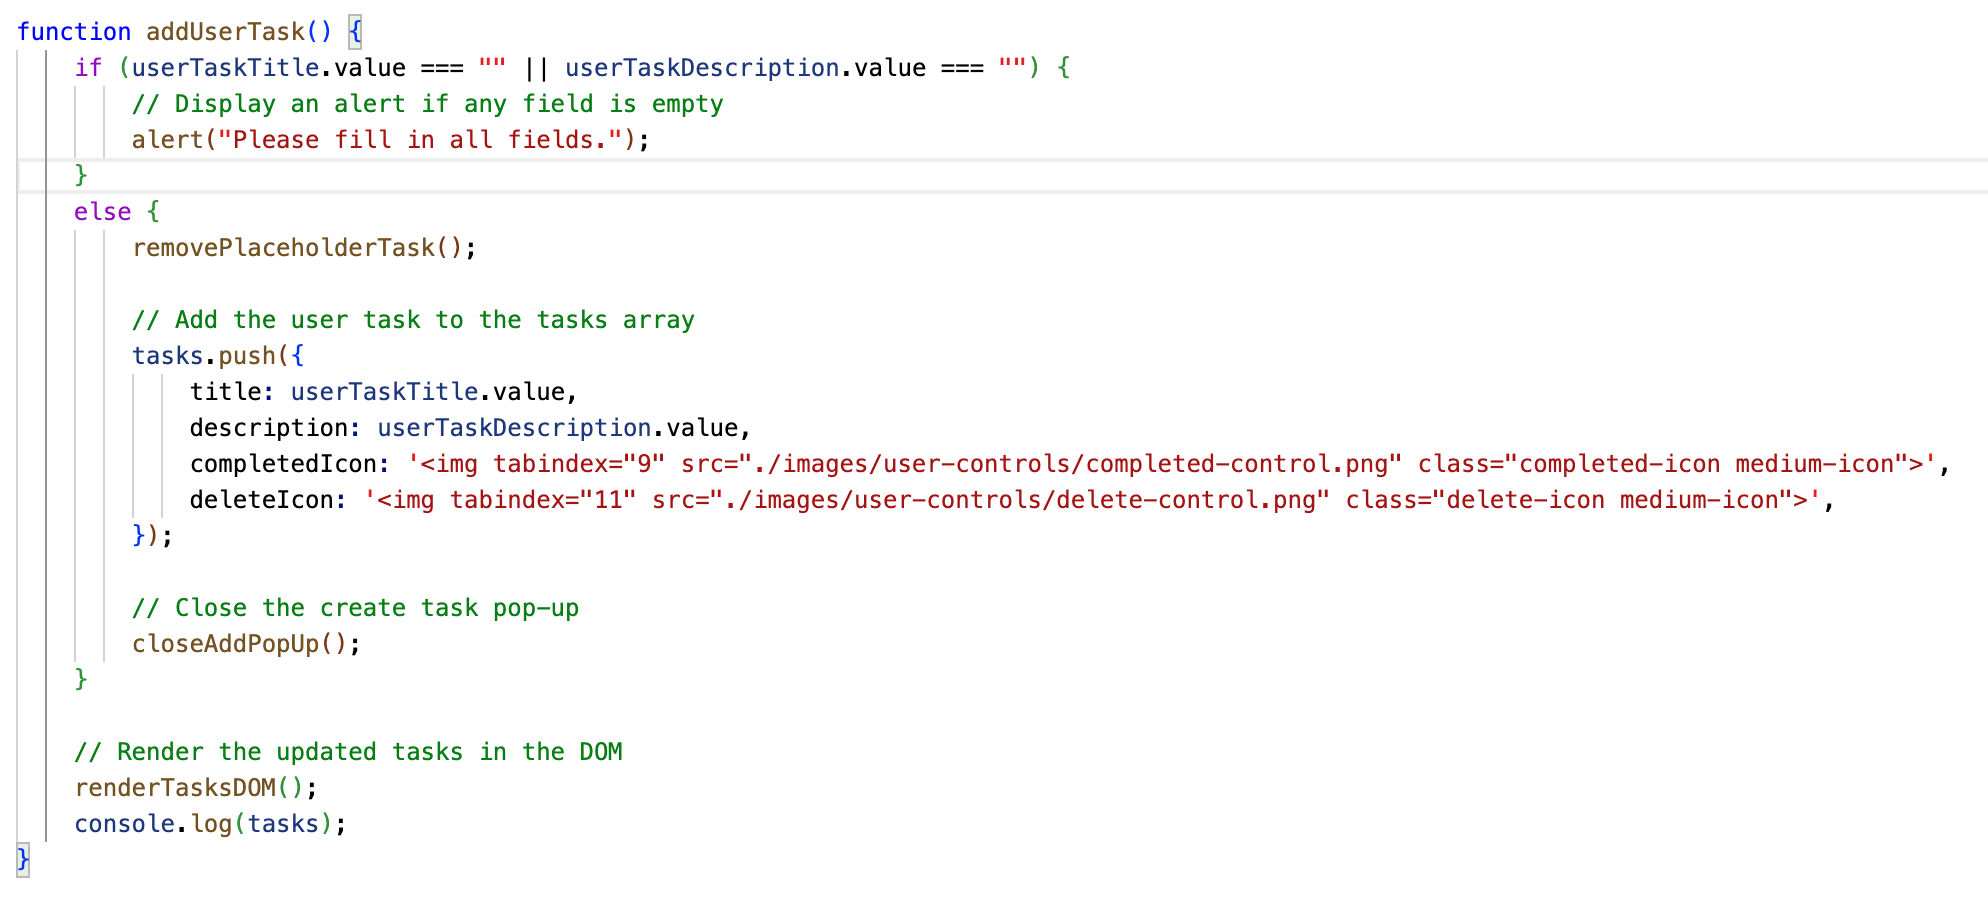 function addUserTask() {
    if (userTaskTitle.value === "" || userTaskDescription.value === "") {
        // Display an alert if any field is empty
        alert("Please fill in all fields.");
    }
    else {
        removePlaceholderTask();

        // Add the user task to the tasks array
        tasks.push({
            title: userTaskTitle.value,
            description: userTaskDescription.value,
            completedIcon: '<img tabindex="9" src="./images/user-controls/completed-control.png" class="completed-icon medium-icon">',
            deleteIcon: '<img tabindex="11" src="./images/user-controls/delete-control.png" class="delete-icon medium-icon">',
        });

        // Close the create task pop-up
        closeAddPopUp();
    }

    // Render the updated tasks in the DOM
    renderTasksDOM();
    console.log(tasks);
}